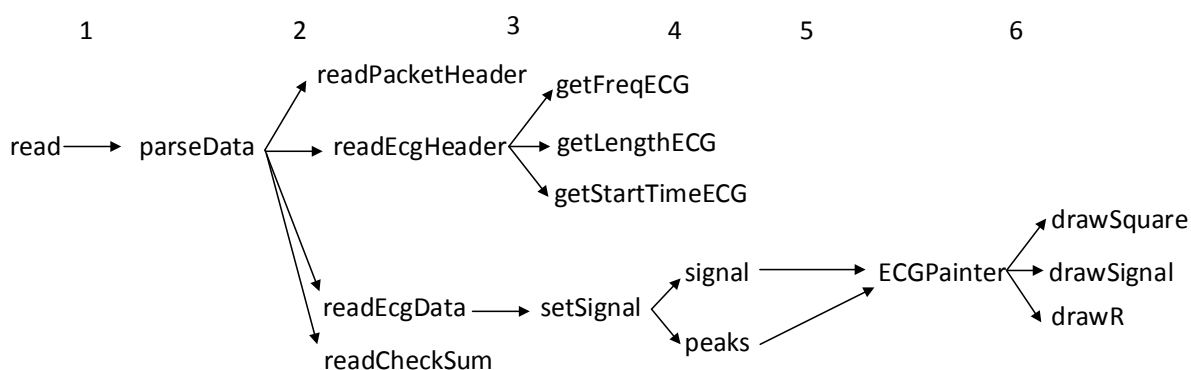 1 2 3 4 5 6
readPacketHeader
getFreqECG
read parseData readEcgHeader getLengthECG
getStartTimeECG
drawSquare
signal ECGPainter drawSignal
readEcgData setSignal drawR
peaks
readCheckSum